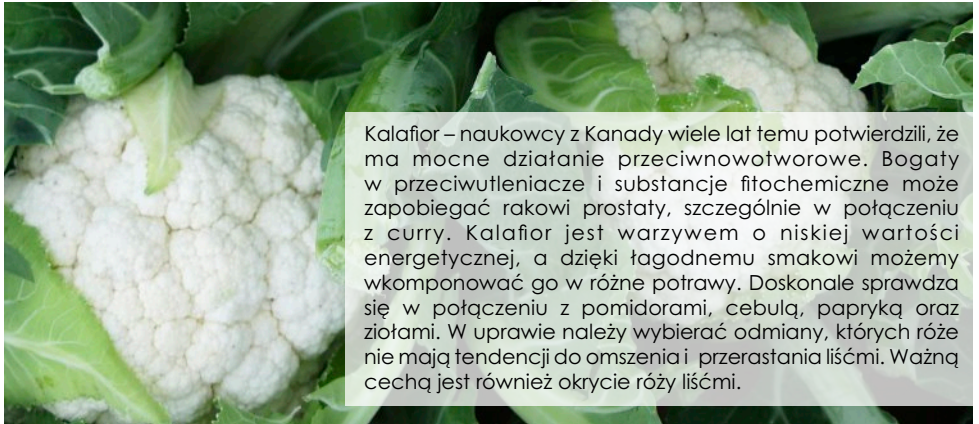 Kalafior – naukowcy z Kanady wiele lat temu potwierdzili, że
ma mocne działanie przeciwnowotworowe. Bogaty
w przeciwutleniacze i substancje fitochemiczne może
zapobiegać rakowi prostaty, szczególnie w połączeniu
z curry. Kalafior jest warzywem o niskiej wartości
energetycznej, a dzięki łagodnemu smakowi możemy
wkomponować go w różne potrawy. Doskonale sprawdza
się w połączeniu z pomidorami, cebulą, papryką oraz
ziołami. W uprawie należy wybierać odmiany, których róże
nie mają tendencji do omszenia i przerastania liśćmi. Ważną
cechą jest również okrycie róży liśćmi.